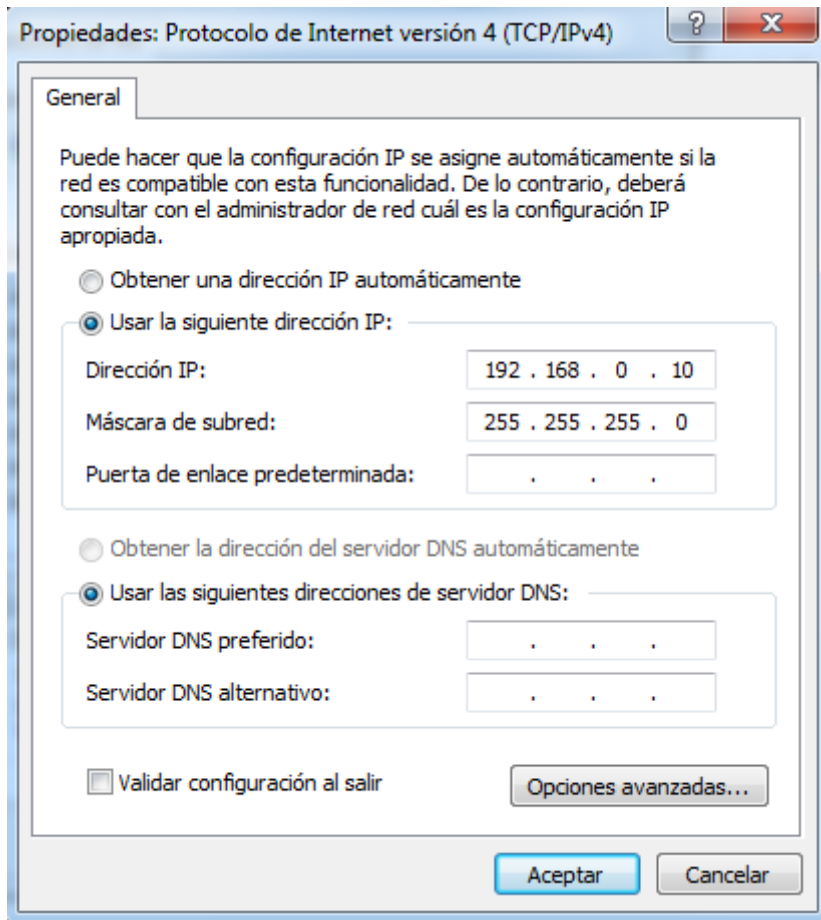 Propiedades: Protocolo de Internet versión 4 (TCP/IPv4)
?
X
General
Puede hacer que la configuración IP se asigne automáticamente si la
red es compatible con esta funcionalidad. De lo contrario, deberá
consultar con el administrador de red cuál es la configuración IP
apropiada.
Obtener una dirección IP automáticamente
Usar la siguiente dirección IP:
Dirección IP: 192 . 168 . 0 . 10
Máscara de subred: 255 . 255 . 255 . 0
Puerta de enlace predeterminada: . . .
Obtener la dirección del servidor DNS automáticamente
Usar las siguientes direcciones de servidor DNS:
Servidor DNS preferido: . . .
Servidor DNS alternativo: . . .
Validar configuración al salir
Opciones avanzadas...
Aceptar
Cancelar